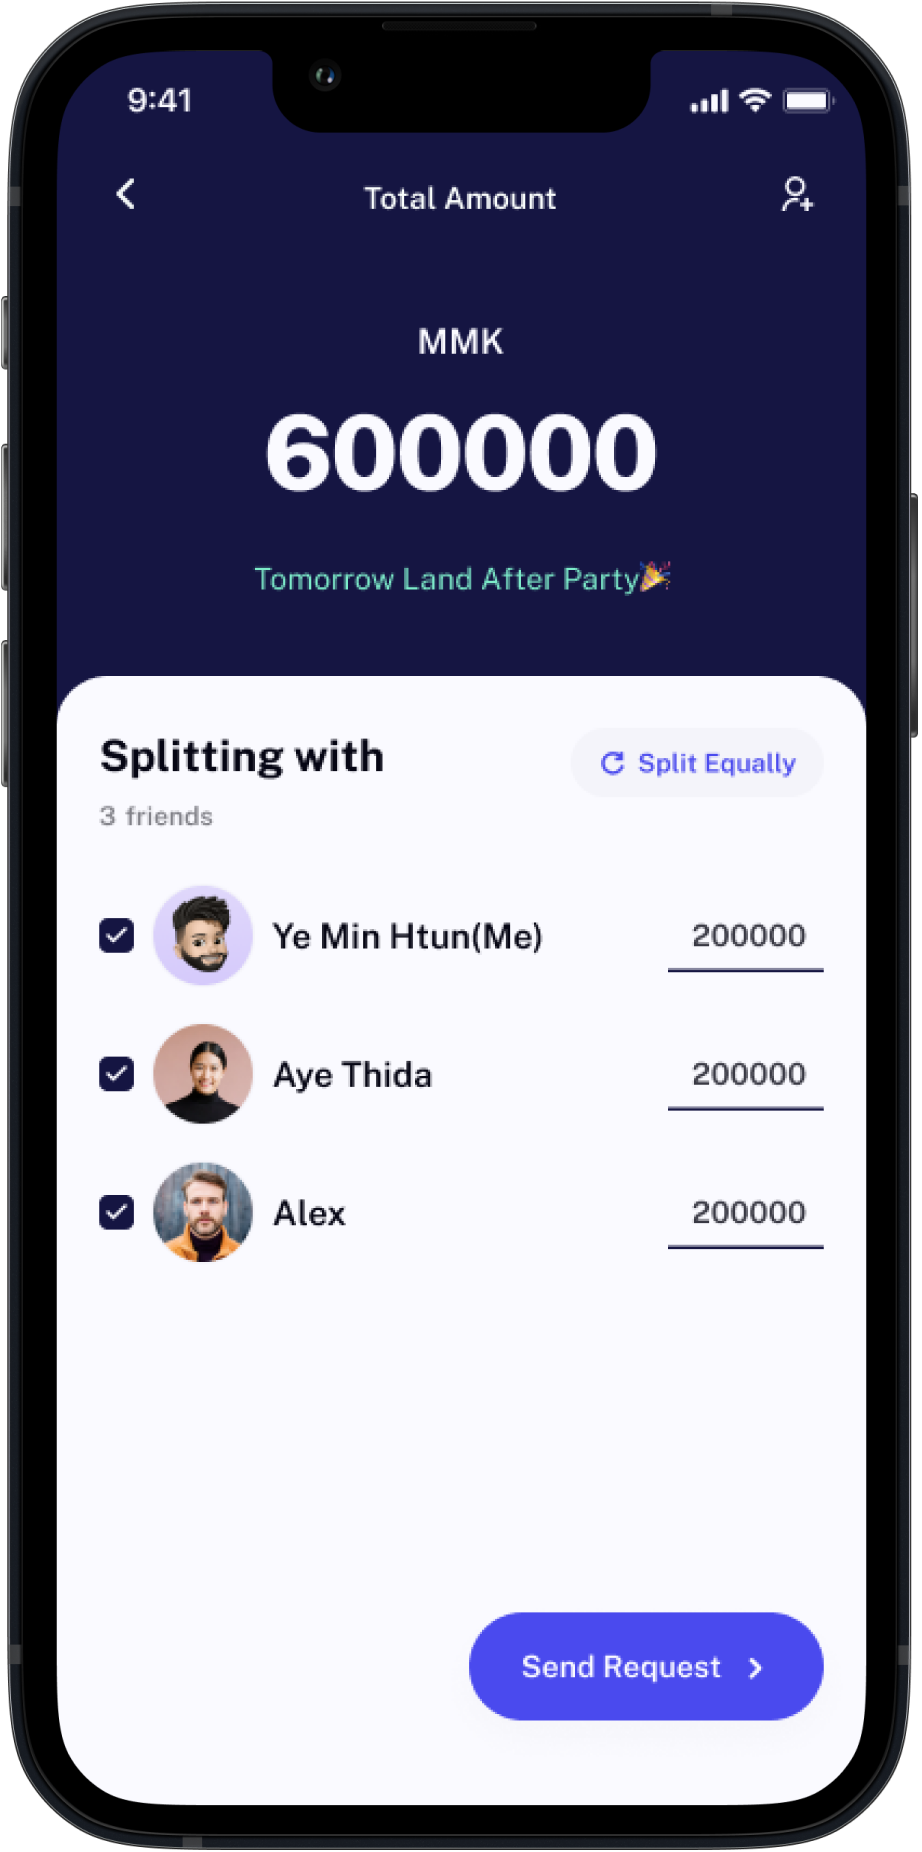 9:41
Total Amount
MMK
600000
Tomorrow Land After Party🎉
Splitting with
Split Equally
3 friends
Ye Min Htun(Me)
200000
Aye Thida
200000
Alex
200000
Send Request